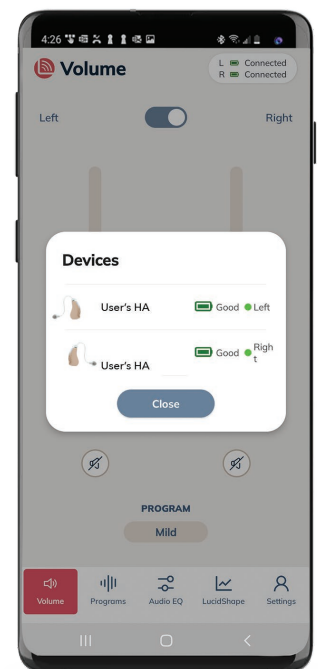 4:26
Volume
L Connected
R Connected
Left Right
Devices
User's HA Good Left
User's HA Good Righ
t
Close
PROGRAM
Mild
Volume Programs Audio EQ LucidShape Settings